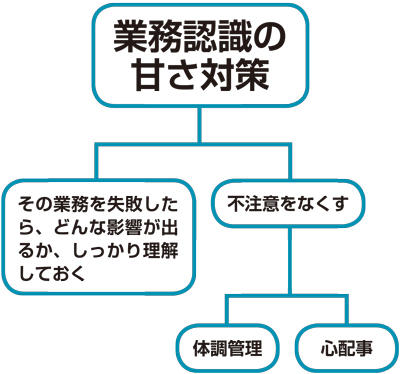 業務認識の
甘さ対策
その業務を失敗した
ら、どんな影響が出
るか、しっかり理解
しておく
不注意をなくす
体調管理
心配事